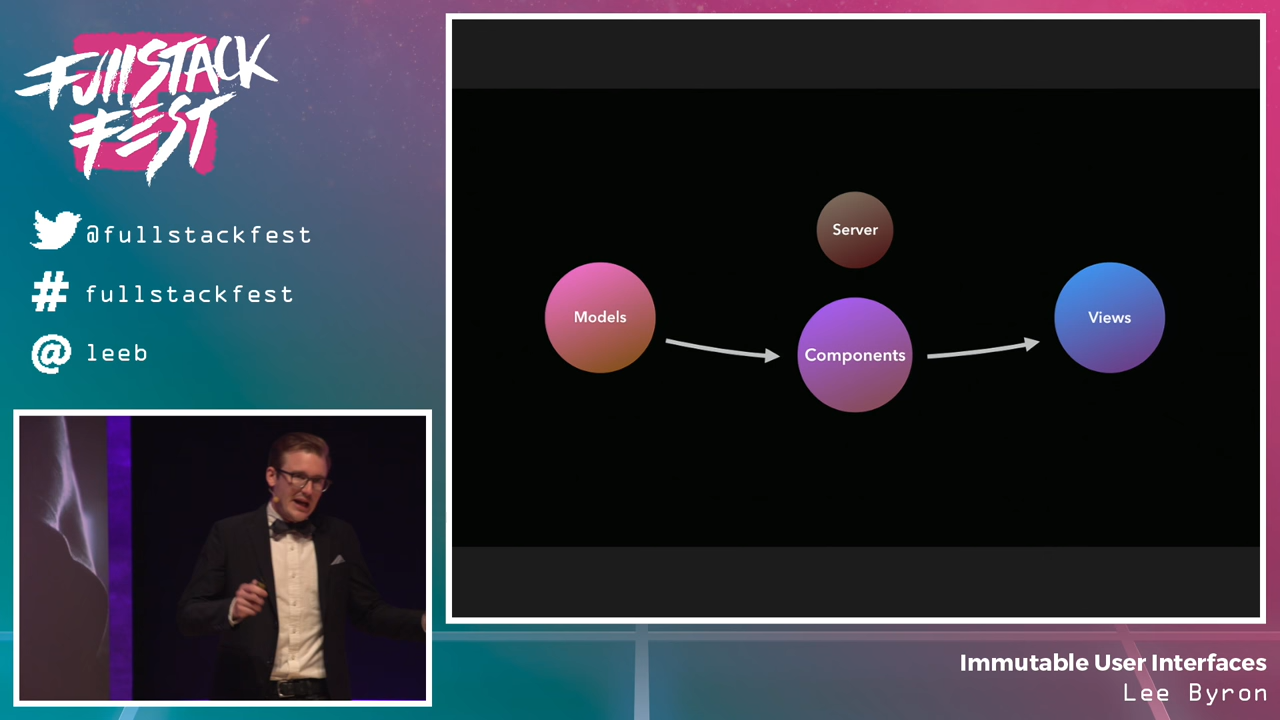 FullSTACK
FEST
@fullstackfest
# fullstackfest
@ leeb
Server
Models
Components
Views
Immutable User Interfaces
Lee Byron